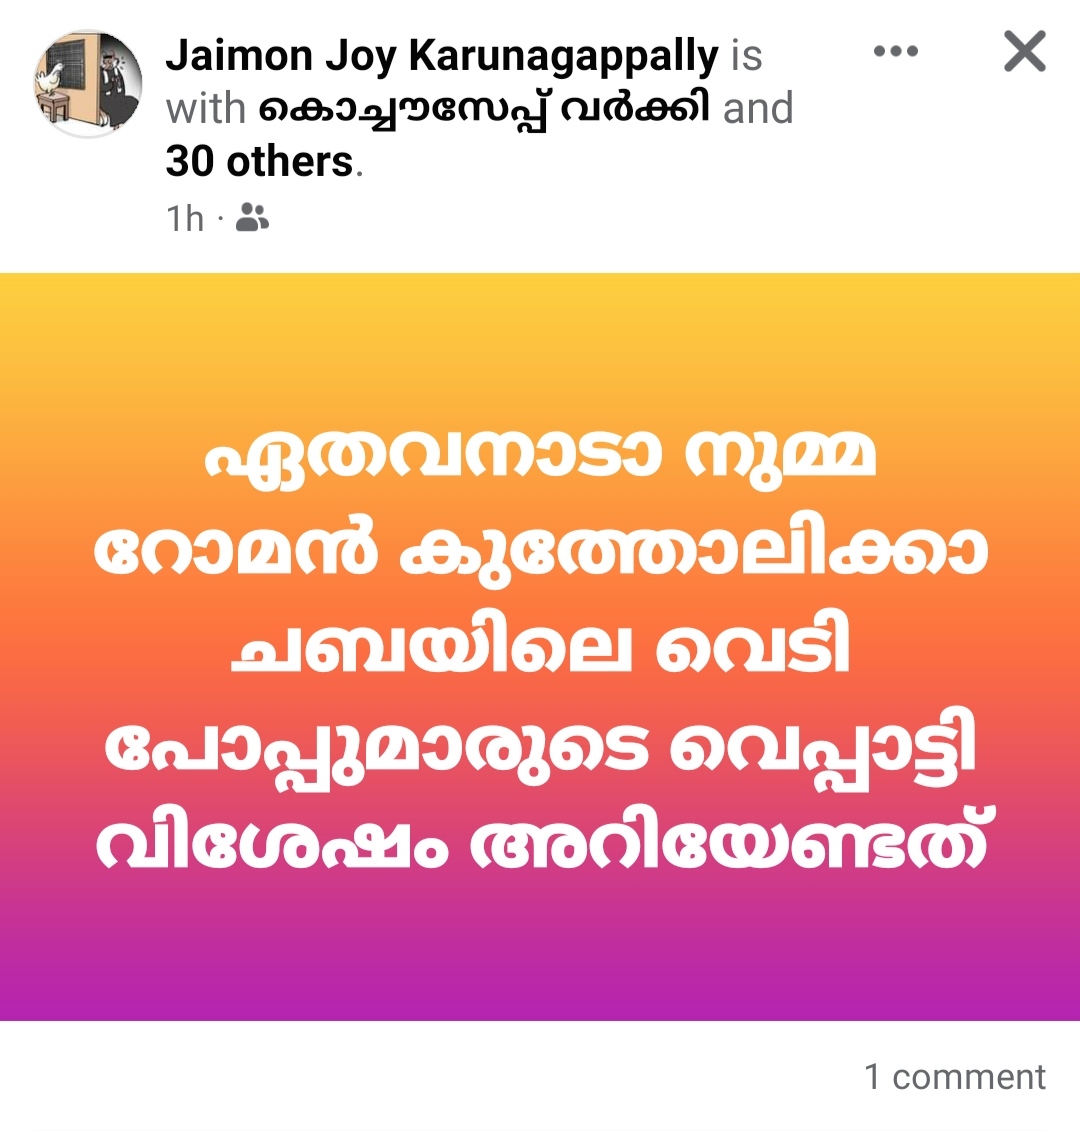 Jaimon Joy Karunagappally is
with കൊച്ചൗസേപ്പ് വർക്കി and
30 others.
1h ·
ഏതവനാടാ നുമ്മ
റോമൻ കുത്തോലിക്കാ
ചബയിലെ വെടി
പോപ്പുമാരുടെ വെപ്പാട്ടി
വിശേഷം അറിയേണ്ടത്
1 comment